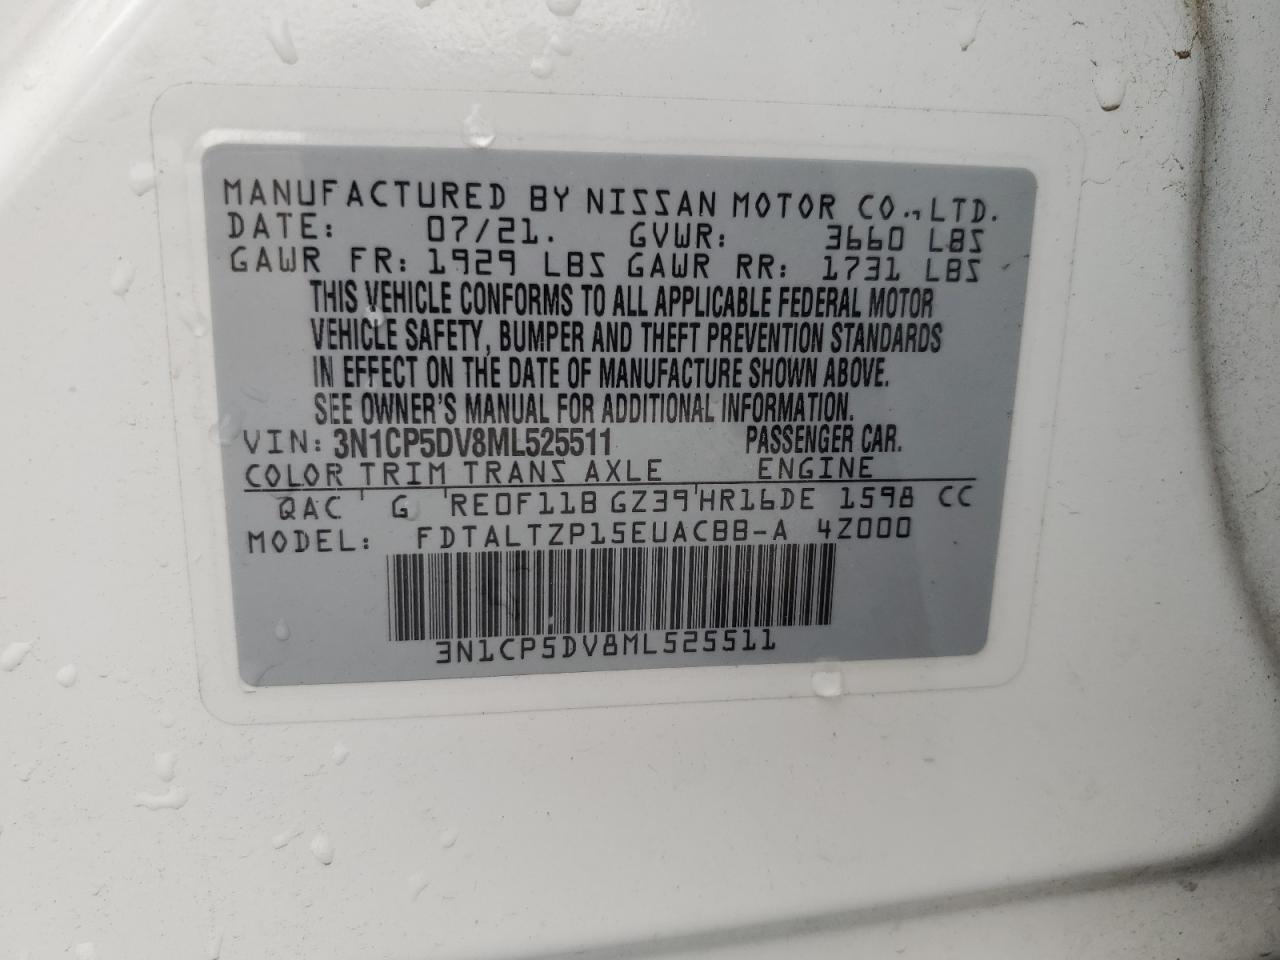 MANUFACTURED BY NISSAN MOTOR CO., LTD.
DATE: 07/21. GVWR: 3660 LBS
GAWR FR: 1929 LBS GAWR RR: 1731 LBS
THIS VEHICLE CONFORMS TO ALL APPLICABLE FEDERAL MOTOR
VEHICLE SAFETY, BUMPER AND THEFT PREVENTION STANDARDS
IN EFFECT ON THE DATE OF MANUFACTURE SHOWN ABOVE.
SEE OWNER'S MANUAL FOR ADDITIONAL INFORMATION.
VIN: 3N1CP5DV8ML525511 PASSENGER CAR.
COLOR TRIM TRANS AXLE ENGINE
QAC ' G 'RE0F11B GZ39'HR16DE 1598 CC
MODEL: FDTALTZP15EUACBB-A 4Z000
3N1CP5DV8ML525511